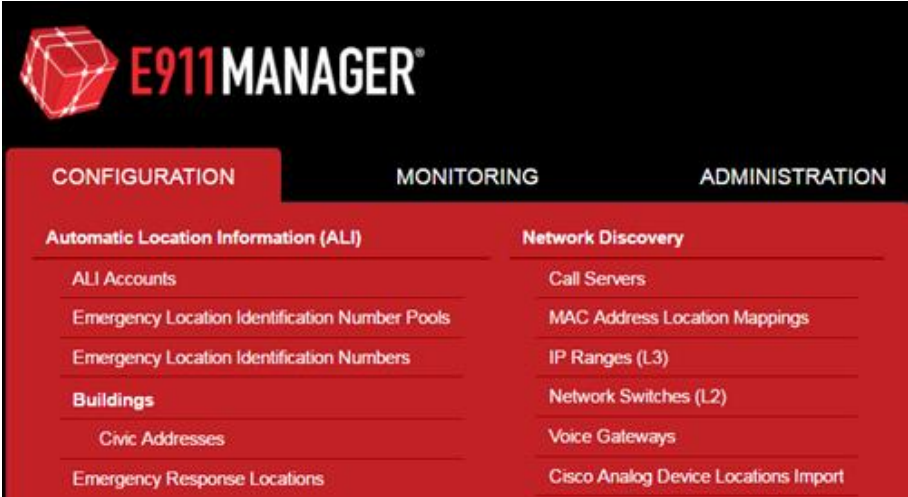 E911 MANAGER®
CONFIGURATION MONITORING ADMINISTRATION
Automatic Location Information (ALI)
ALI Accounts
Emergency Location Identification Number Pools
Emergency Location Identification Numbers
Buildings
Civic Addresses
Emergency Response Locations
Network Discovery
Call Servers
MAC Address Location Mappings
IP Ranges (L3)
Network Switches (L2)
Voice Gateways
Cisco Analog Device Locations Import